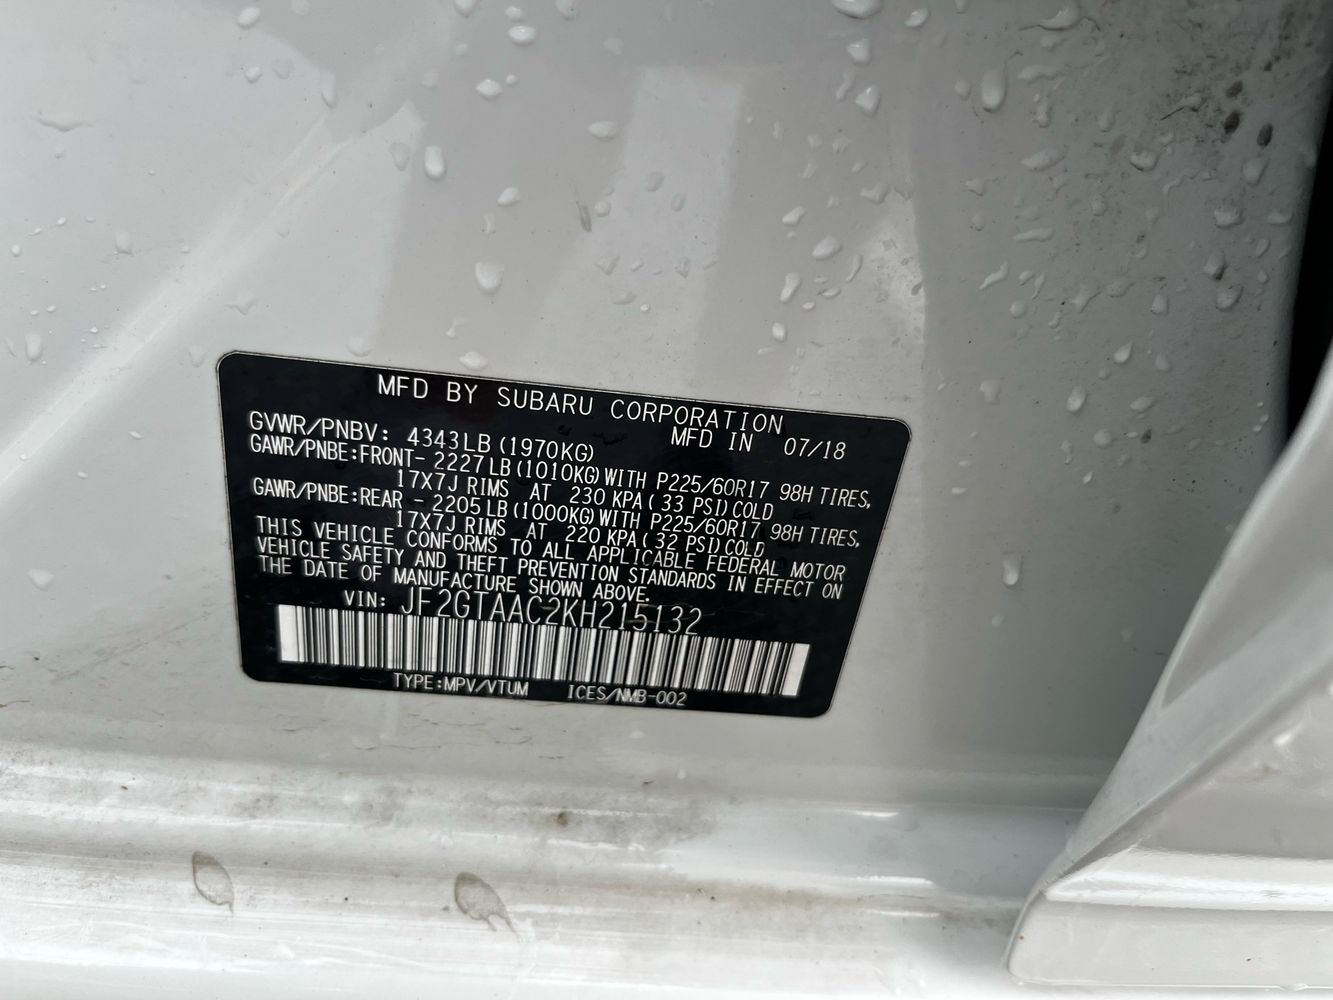 MFD BY SUBARU CORPORATION
GVWR/PNBV: 4343LB(1970KG) MFD IN 07/18
GAWR/PNBE:FRONT- 2227LB(1010KG)WITH P225/60R17 98H TIRES,
17X7J RIMS AT 230 KPA( 33 PSI)COLD
GAWR/PNBE:REAR - 2205LB(1000KG)WITH P225/60R17 98H TIRES,
17X7J RIMS AT 220 KPA( 32 PSI)COLD
THIS VEHICLE CONFORMS TO ALL APPLICABLE FEDERAL MOTOR
VEHICLE SAFETY AND THEFT PREVENTION STANDARDS IN EFFECT ON
THE DATE OF MANUFACTURE SHOWN ABOVE.
VIN: JF2GTAAC2KH215132
TYPE:MPV/VTUM ICES/NMB-002